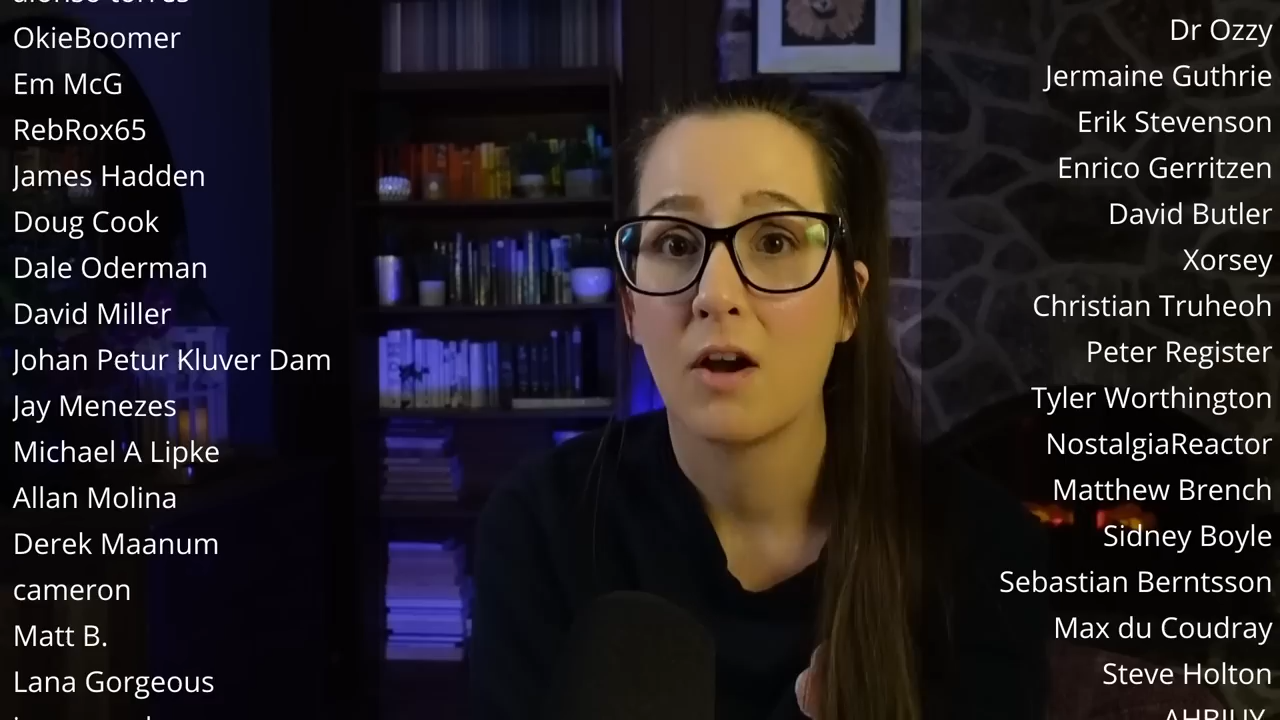 OkieBoomer
Em McG
RebRox65
James Hadden
Doug Cook
Dale Oderman
David Miller
Johan Petur Kluver Dam
Jay Menezes
Michael A Lipke
Allan Molina
Derek Maanum
cameron
Matt B.
Lana Gorgeous
Dr Ozzy
Jermaine Guthrie
Erik Stevenson
Enrico Gerritzen
David Butler
Xorsey
Christian Truheoh
Peter Register
Tyler Worthington
NostalgiaReactor
Matthew Brench
Sidney Boyle
Sebastian Berntsson
Max du Coudray
Steve Holton